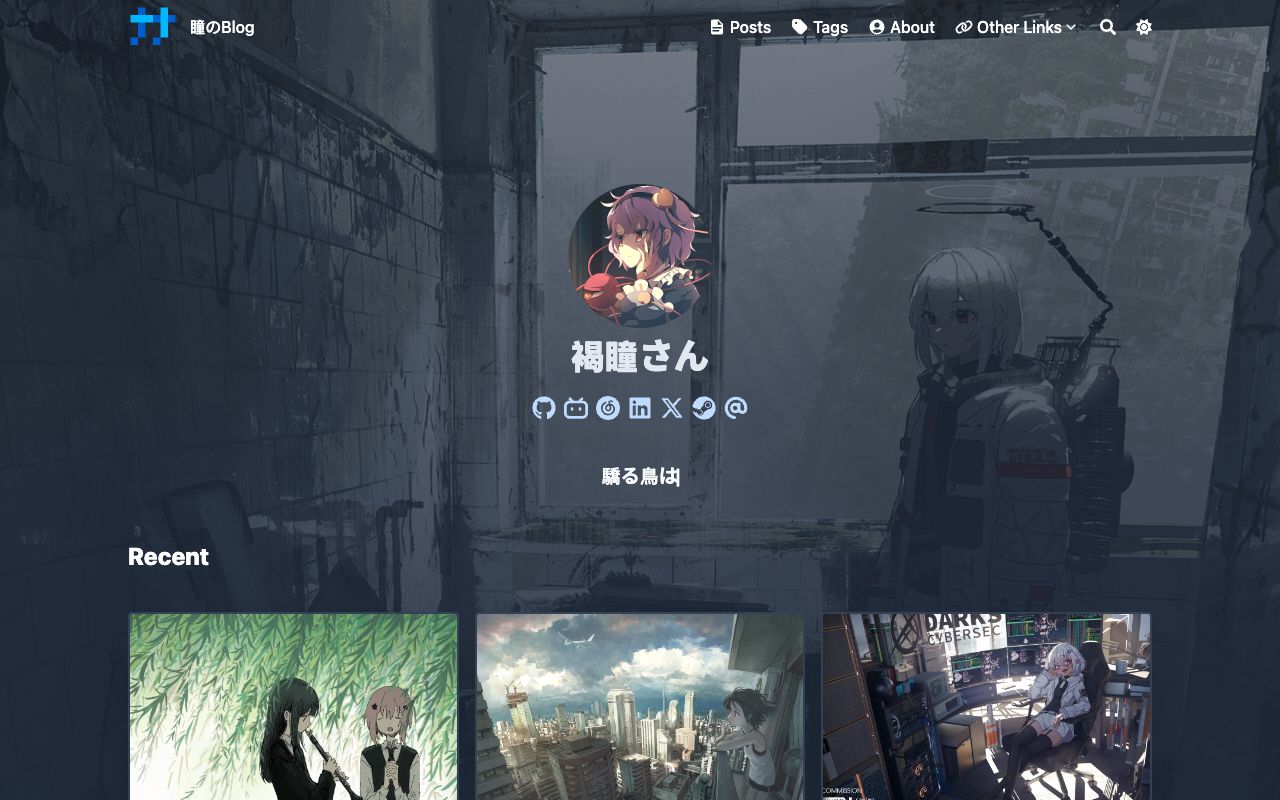 瞳のBlog
Posts
Tags
About
Other Links
褐瞳さん
驕る鳥は
Recent
DARKS
CYBERSEC
COMMISSION